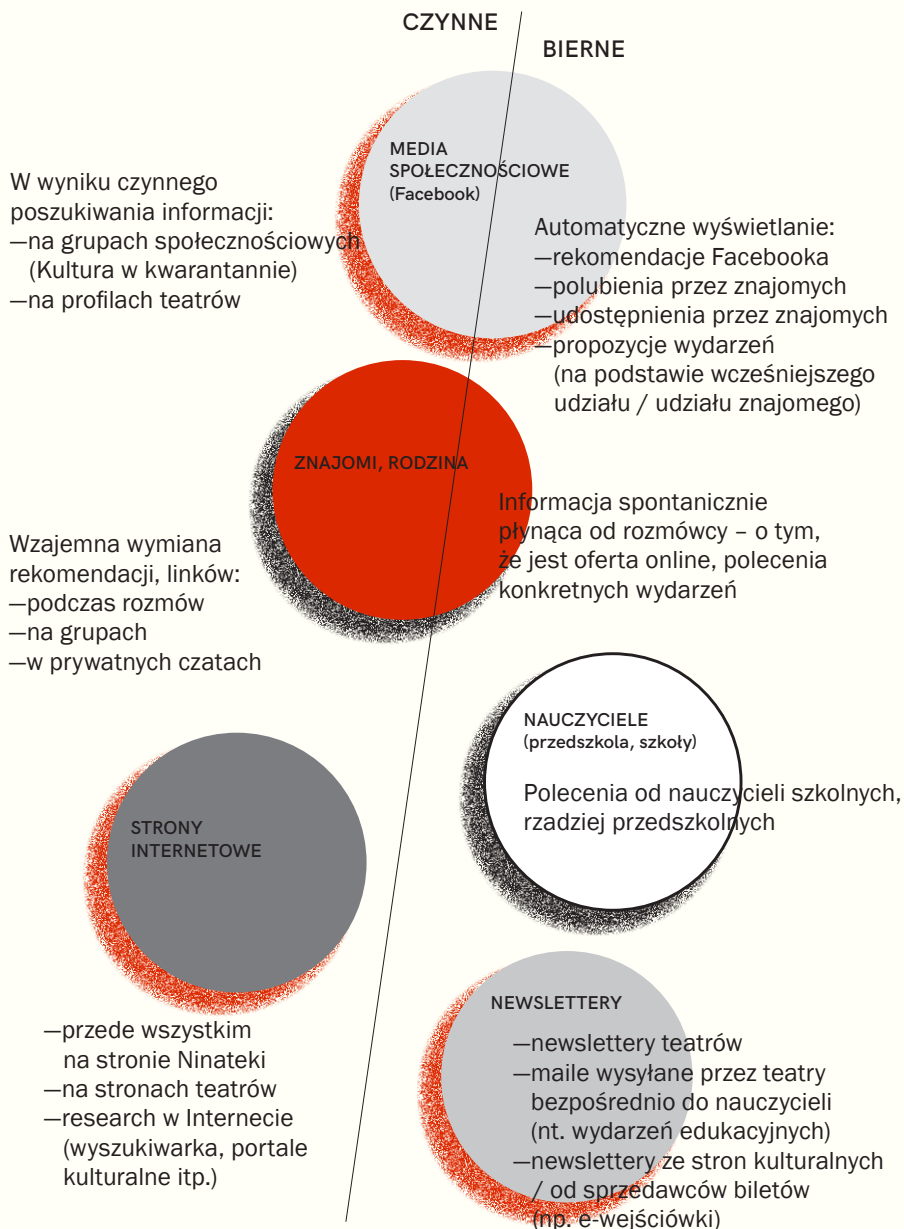 CZYNNE
BIERNE
MEDIA
SPOŁECZNOŚCIOWE
(Facebook)
W wyniku czynnego
poszukiwania informacji:
—na grupach społecznościowych
(Kultura w kwarantannie)
—na profilach teatrów
Automatyczne wyświetlanie:
—rekomendacje Facebooka
—polubienia przez znajomych
—udostępnienia przez znajomych
—propozycje wydarzeń
(na podstawie wcześniejszego
udziału / udziału znajomego)
ZNAJOMI, RODZINA
Wzajemna wymiana
rekomendacji, linków:
—podczas rozmów
—na grupach
—w prywatnych czatach
Informacja spontanicznie
płynąca od rozmówcy – o tym,
że jest oferta online, polecenia
konkretnych wydarzeń
NAUCZYCIELE
(przedszkola, szkoły)
Polecenia od nauczycieli szkolnych,
rzadziej przedszkolnych
STRONY
INTERNETOWE
—przede wszystkim
na stronie Ninateki
—na stronach teatrów
—research w Internecie
(wyszukiwarka, portale
kulturalne itp.)
NEWSLETTERY
—newslettery teatrów
—maile wysyłane przez teatry
bezpośrednio do nauczycieli
(nt. wydarzeń edukacyjnych)
—newslettery ze stron kulturalnych
/ od sprzedawców biletów
(np. e-wejściówki)